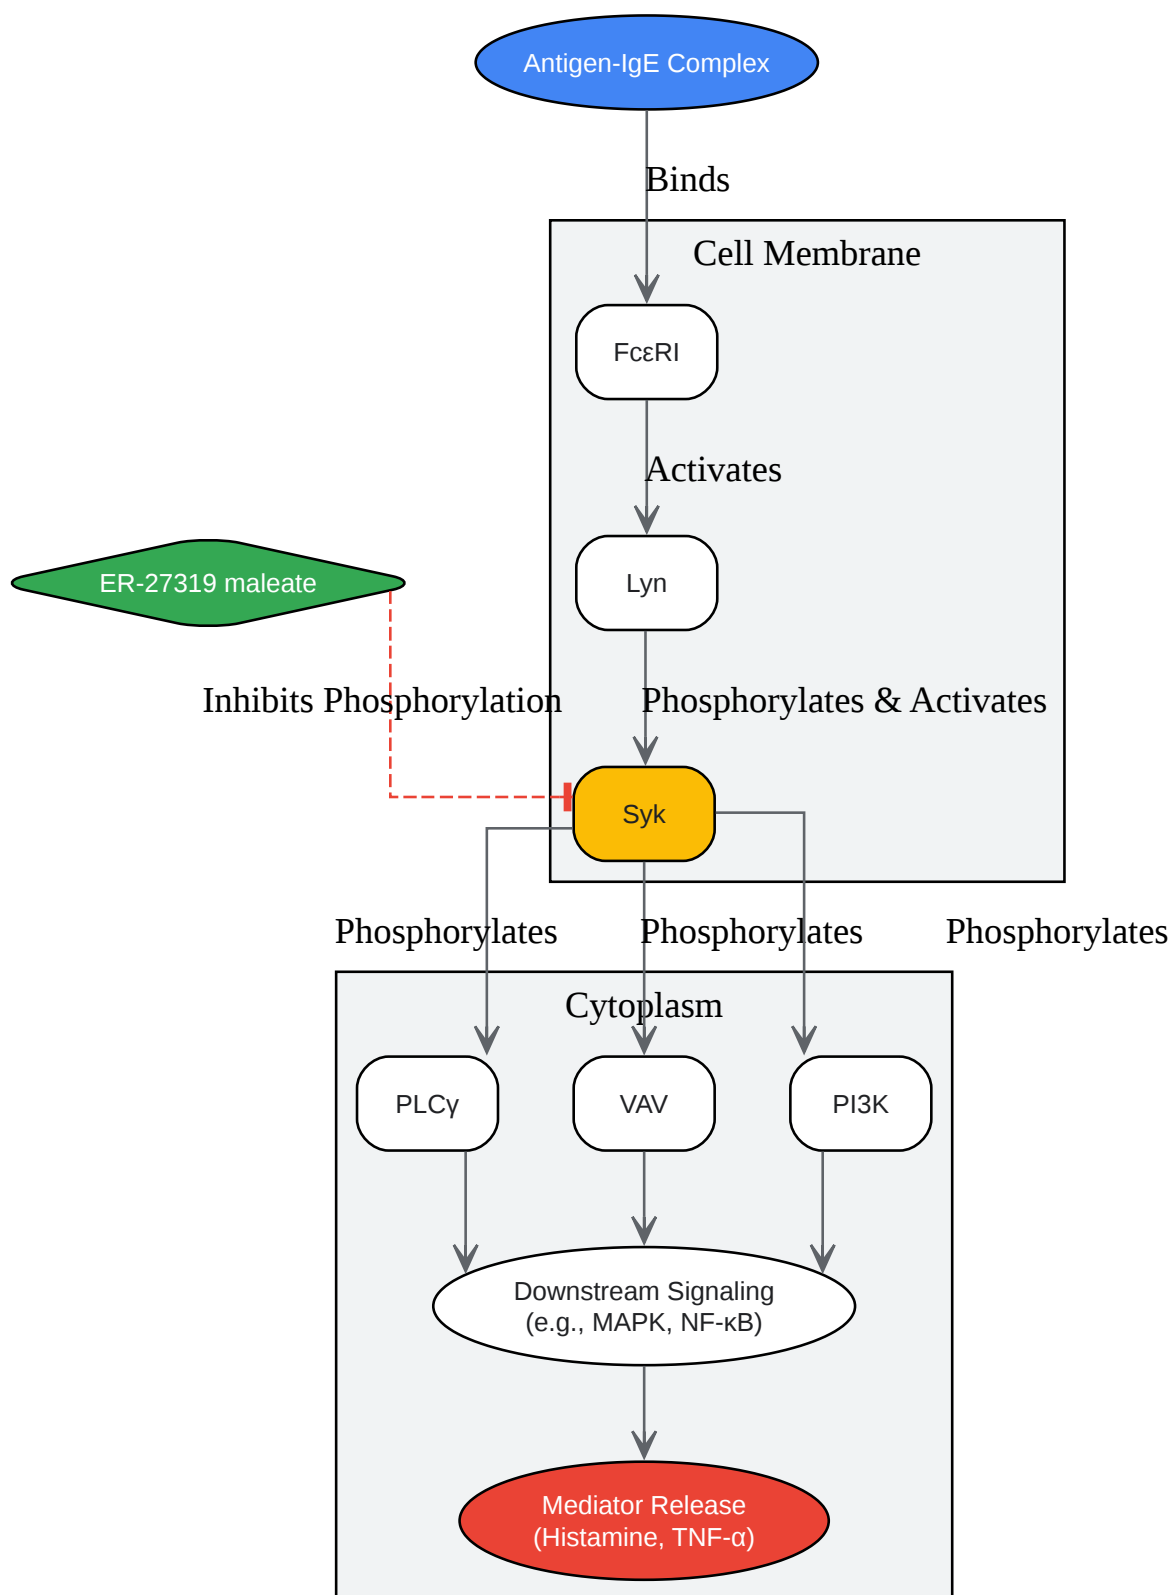 Antigen-IgE Complex
Binds
Cell Membrane
FcεRI
Activates
Lyn
ER-27319 maleate
Inhibits Phosphorylation
Phosphorylates & Activates
Syk
Phosphorylates
Phosphorylates
Phosphorylates
Cytoplasm
PLCγ
VAV
PI3K
Downstream Signaling
(e.g., MAPK, NF-κB)
Mediator Release
(Histamine, TNF-α)